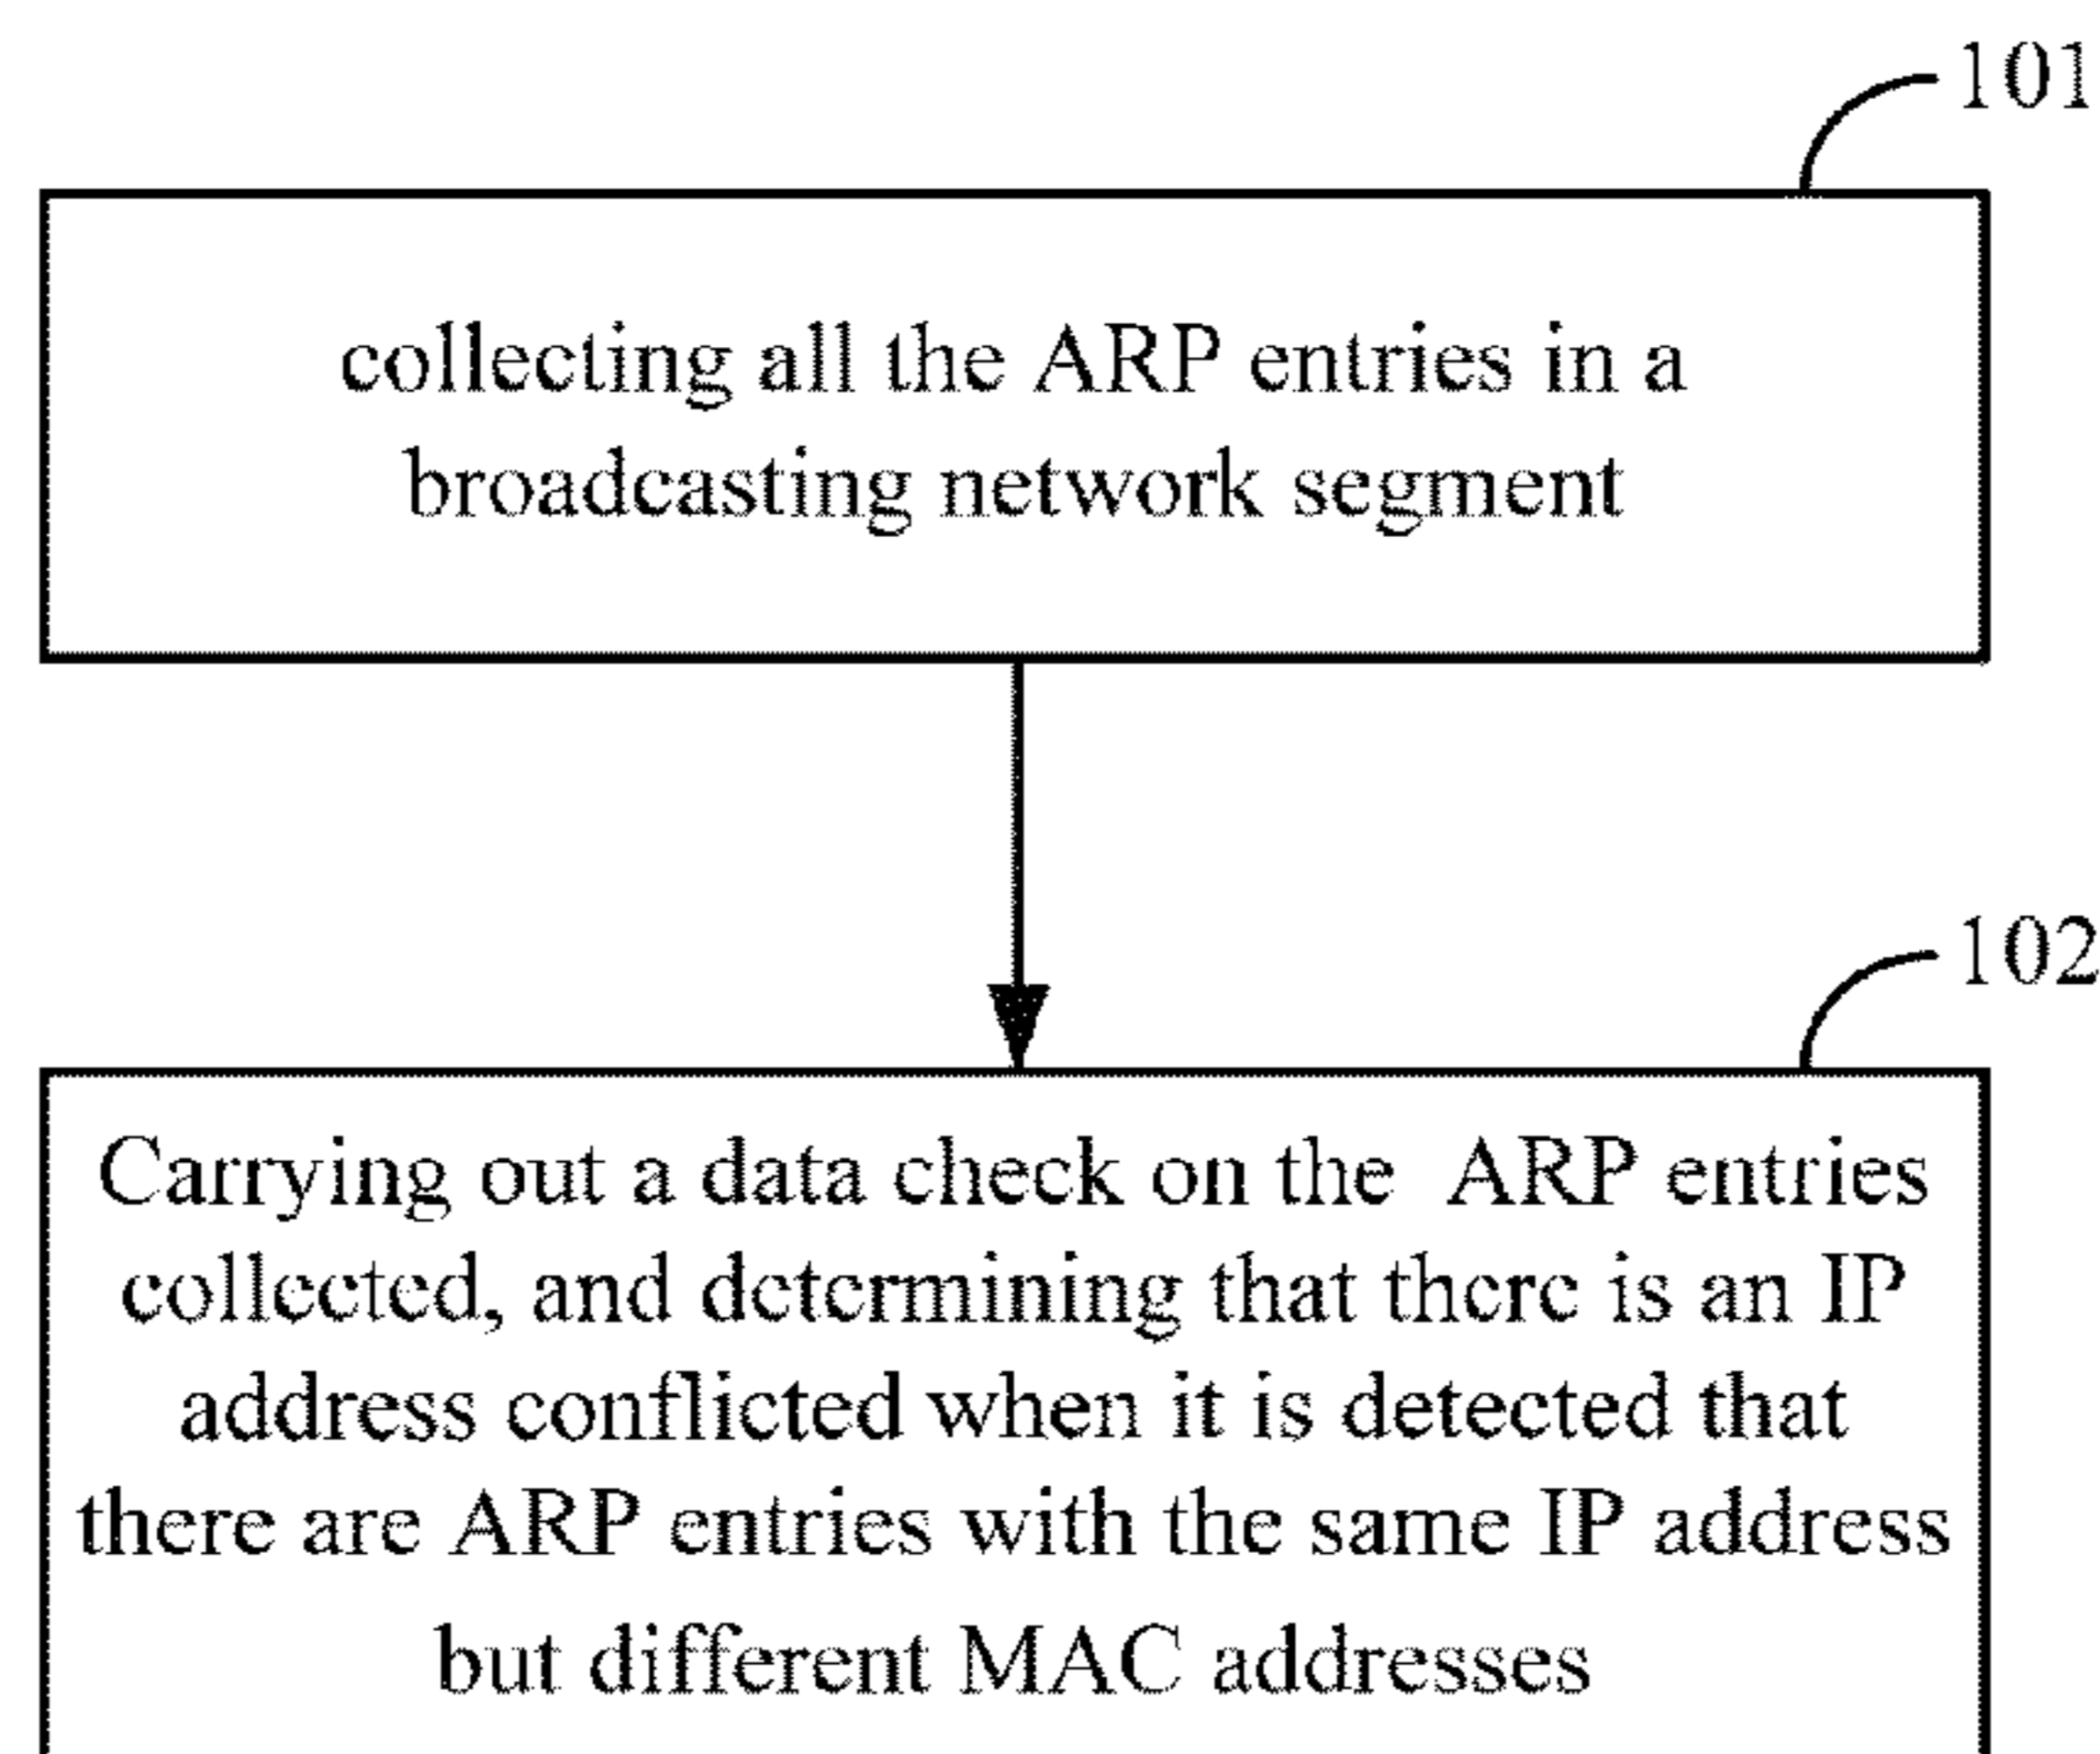 101
collecting all the ARP entries in a
broadcasting network segment
102
Carrying out a data check on the ARP entries
collected, and determining that there is an IP
address conflicted when it is detected that
there are ARP entries with the same IP address
but different MAC addresses